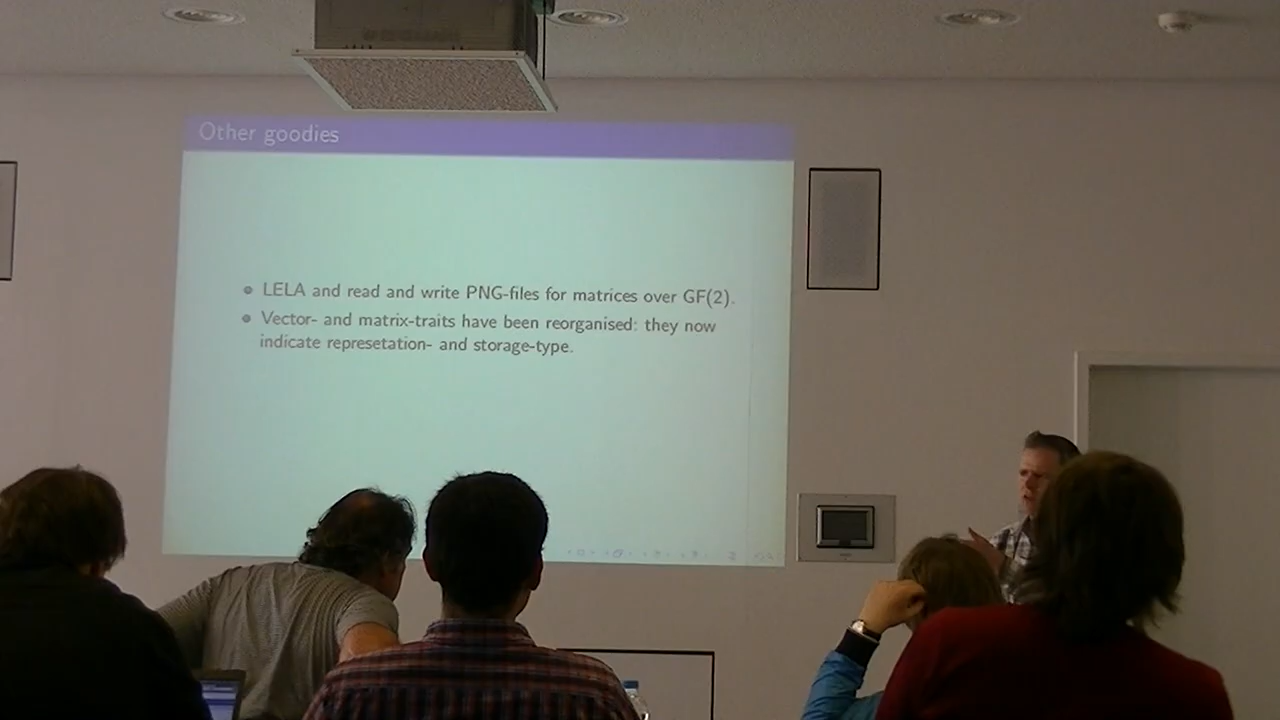 Other goodies
LELA and read and write PNG-files for matrices over GF(2).
Vector- and matrix-traits have been reorganised: they now
indicate represetation- and storage-type.